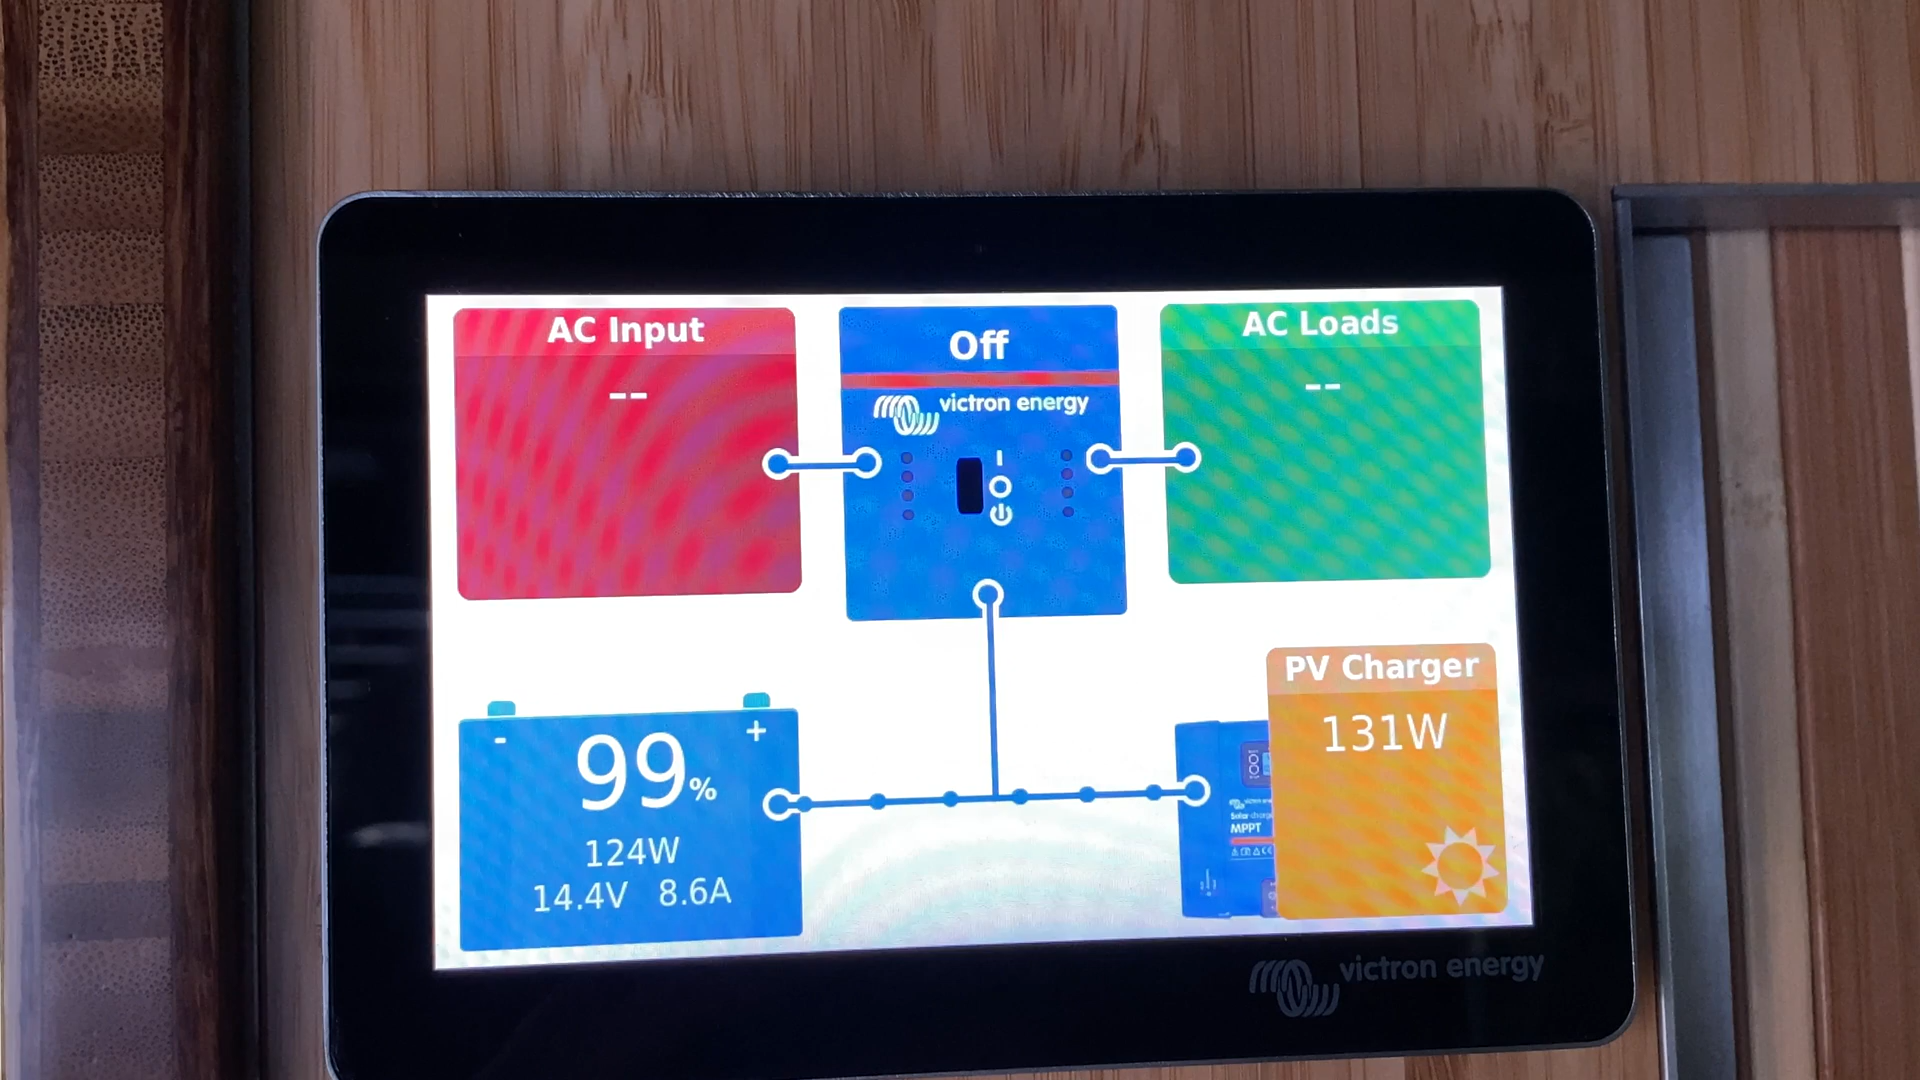 AC Input
--
Off
victron energy
AC Loads
--
- +
99%
124W
14.4V 8.6A
PV Charger
131W
MPPT
victron energy